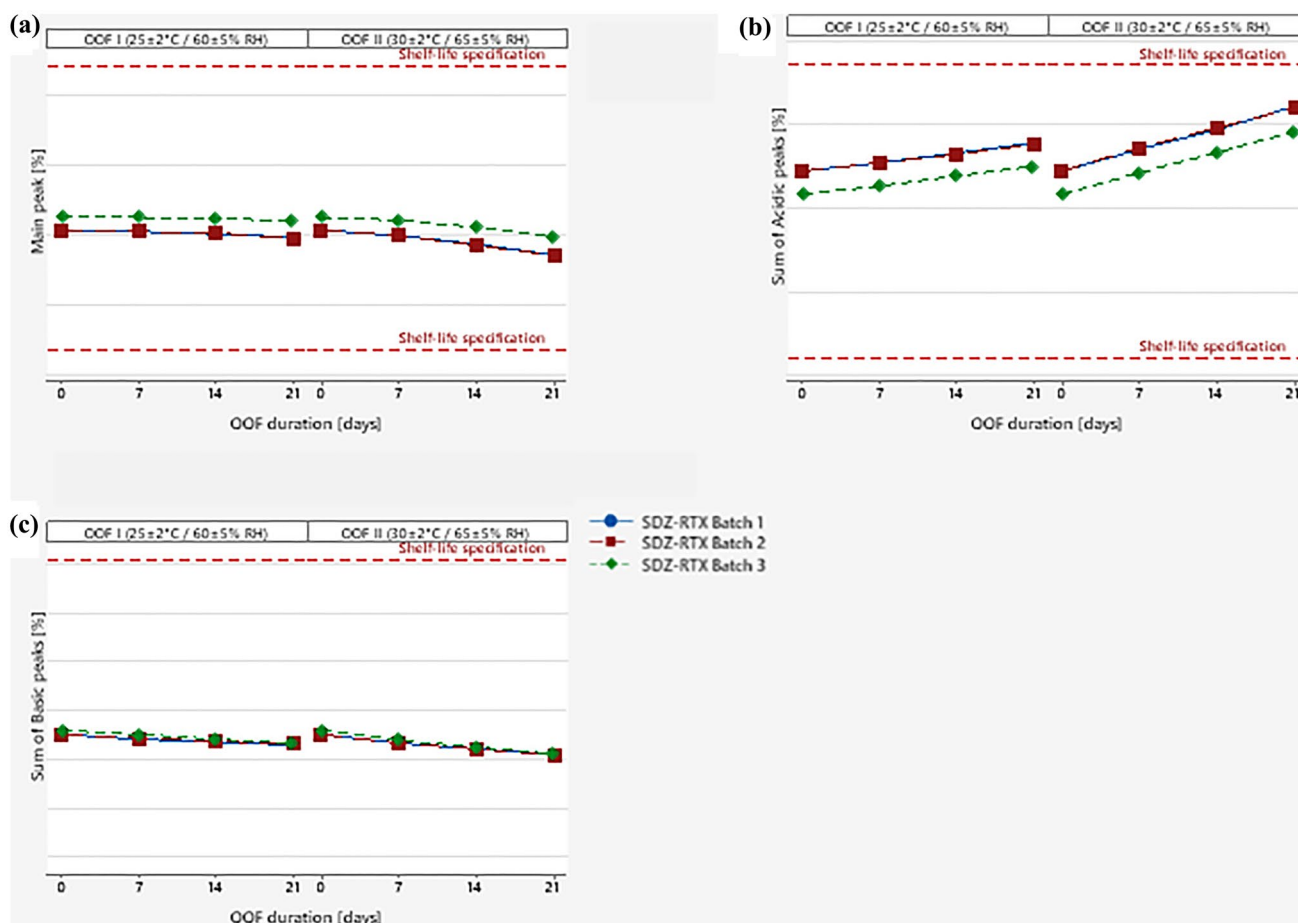 (a)
OOF I (25±2°C / 60±5% RH) OOF II (30±2°C / 65±5% RH)
Shelf-life specification
Main peak [%]
Shelf-life specification
0 7 14 21 0 7 14 21
OOF duration [days]
(b)
OOF I (25±2°C / 60±5% RH) OOF II (30±2°C / 65±5% RH)
Shelf-life specification
Sum of Acidic peaks [%]
Shelf-life specification
0 7 14 21 0 7 14 21
OOF duration [days]
(c)
OOF I (25±2°C / 60±5% RH) OOF II (30±2°C / 65±5% RH)
Shelf-life specification
Sum of Basic peaks [%]
0 7 14 21 0 7 14 21
OOF duration [days]
SDZ-RTX Batch 1
SDZ-RTX Batch 2
SDZ-RTX Batch 3